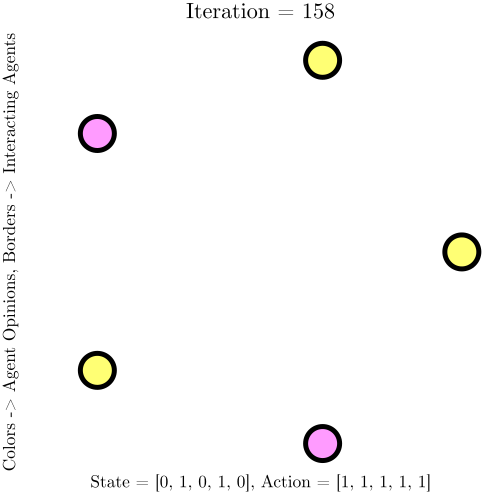 Iteration = 158
Colors -> Agent Opinions, Borders -> Interacting Agents
State = [0, 1, 0, 1, 0], Action = [1, 1, 1, 1, 1]